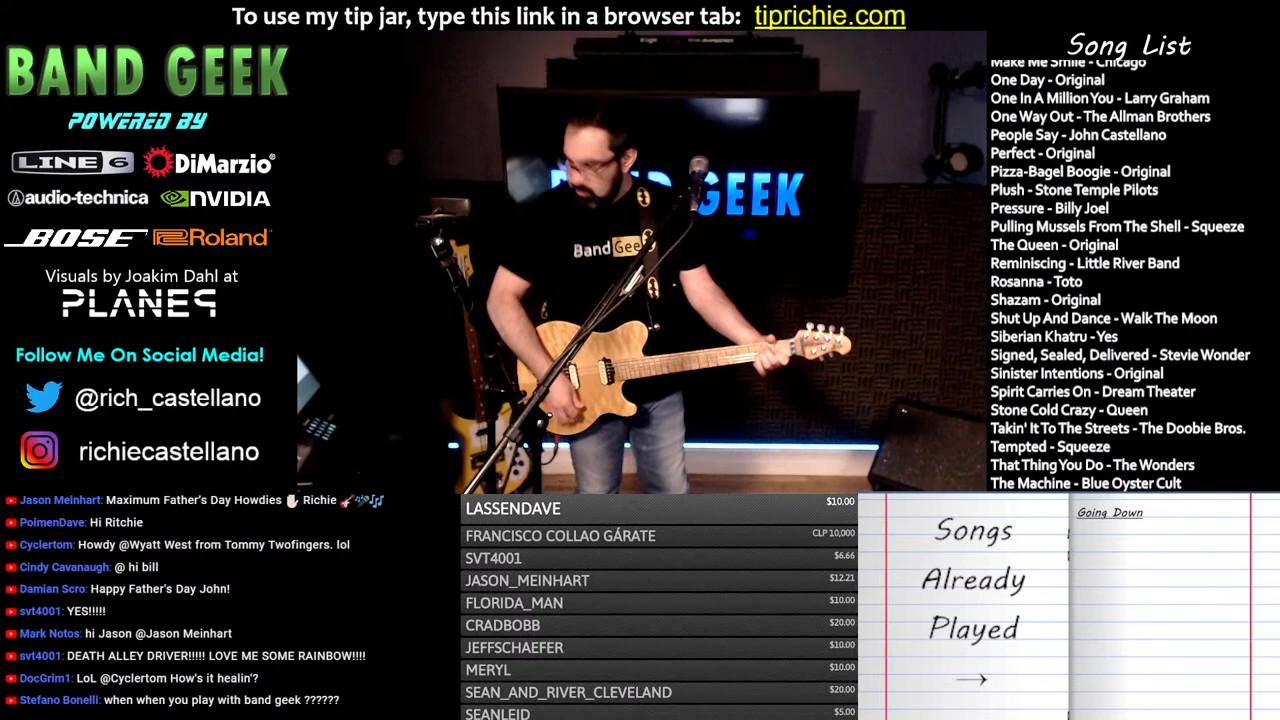 To use my tip jar, type this link in a browser tab: tiprichie.com
BAND GEEK
POWERED BY
LINE 6
DiMarzio
audio-technica
NVIDIA
BOSE
Roland
Visuals by Joakim Dahl at
PLANE9
Follow Me On Social Media!
@rich_castellano
richiecastellano
Jason Meinhart: Maximum Father's Day Howdies 🖐🏻 Richie 🎸🎶🎶
PoimenDave: Hi Ritchie
Cyclertom: Howdy @Wyatt West from Tommy Twofingers. lol
Cindy Cavanaugh: @ hi bill
Damian Scro: Happy Father's Day John!
svt4001: YES!!!!!
Mark Notos: hi Jason @Jason Meinhart
svt4001: DEATH ALLEY DRIVER!!!!! LOVE ME SOME RAINBOW!!!!
DocGrim1: LoL @Cyclertom How's it healin'?
Stefano Bonelli: when when you play with band geek ??????
BAND GEEK
Band Geek
LASSENDAVE $10.00
FRANCISCO COLLAO GÁRATE CLP 10,000
SVT4001 $6.66
JASON_MEINHART $12.21
FLORIDA_MAN $10.00
CRADBOBB $20.00
JEFFSCHAEFER $10.00
MERYL $10.00
SEAN_AND_RIVER_CLEVELAND $20.00
SEANLEID $5.00
Song List
Make Me Smile - Chicago
One Day - Original
One In A Million You - Larry Graham
One Way Out - The Allman Brothers
People Say - John Castellano
Perfect - Original
Pizza-Bagel Boogie - Original
Plush - Stone Temple Pilots
Pressure - Billy Joel
Pulling Mussels From The Shell - Squeeze
The Queen - Original
Reminiscing - Little River Band
Rosanna - Toto
Shazam - Original
Shut Up And Dance - Walk The Moon
Siberian Khatru - Yes
Signed, Sealed, Delivered - Stevie Wonder
Sinister Intentions - Original
Spirit Carries On - Dream Theater
Stone Cold Crazy - Queen
Takin' It To The Streets - The Doobie Bros.
Tempted - Squeeze
That Thing You Do - The Wonders
The Machine - Blue Oyster Cult
Songs
Already
Played
→
Going Down